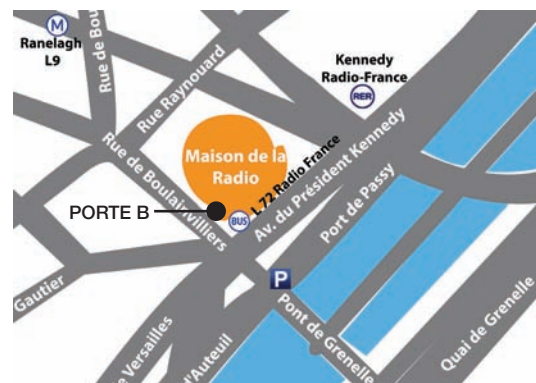 M
Ranelagh
L9
Rue de Bou
Rue Raynouard
Kennedy
Radio-France
RER
Rue de Boulainvilliers
Maison de la
Radio
L 72 Radio France
BUS
PORTE B
Av. du Président Kennedy
Port de Passy
P
Pont de Grenelle
Gautier
e Versailles
d'Auteuil
Quai de Grenelle